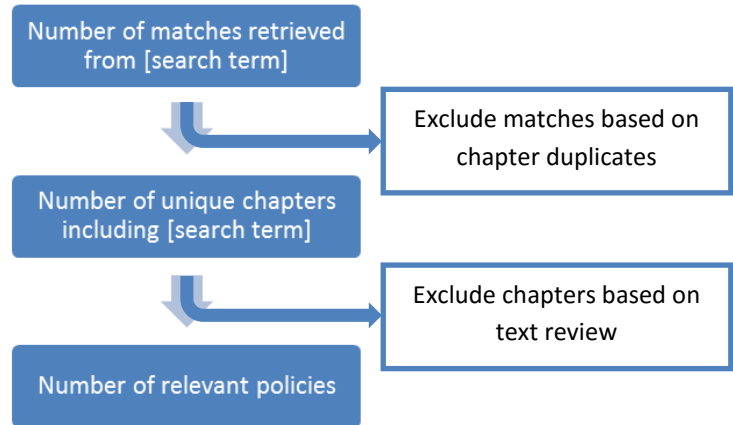 Number of matches retrieved
from [search term]
Exclude matches based on
chapter duplicates
Number of unique chapters
including [search term]
Exclude chapters based on
text review
Number of relevant policies